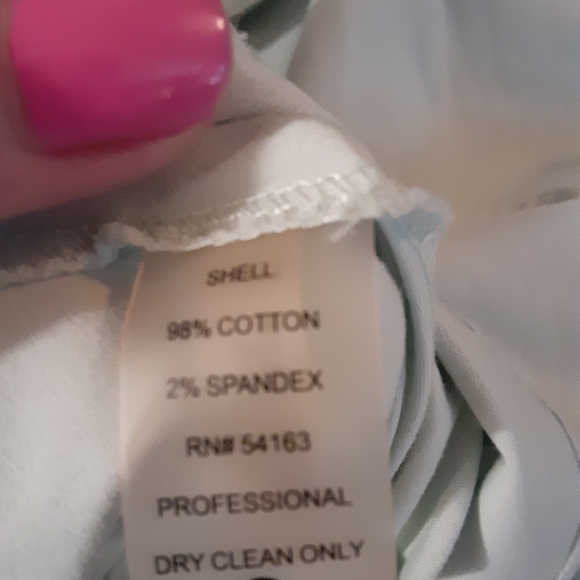 SHELL
98% COTTON
2% SPANDEX
RN# 54163
PROFESSIONAL
DRY CLEAN ONLY